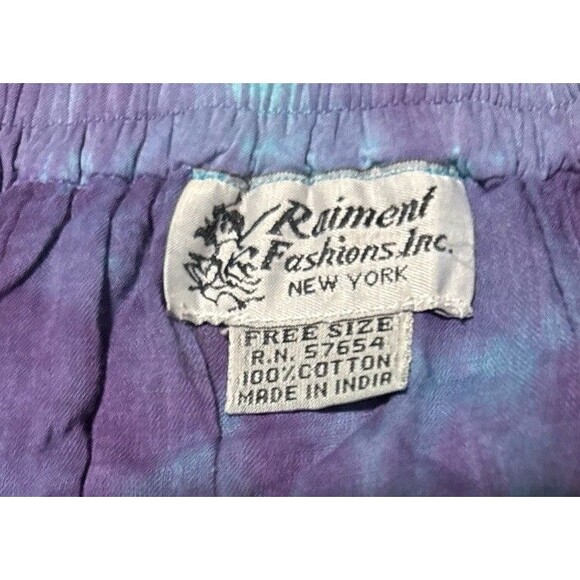 Raiment
Fashions,Inc.
NEW YORK
FREE SIZE
R.N. 57654
100%COTTON
MADE IN INDIA